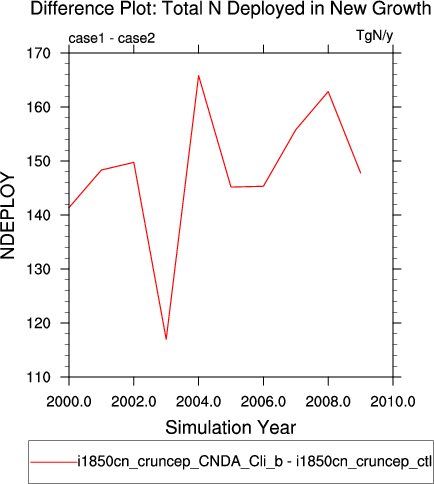 Difference Plot: Total N Deployed in New Growth
case1 - case2
TgN/y
170
160
150
140
130
120
110
NDEPLOY
2000.0 2002.0 2004.0 2006.0 2008.0 2010.0
Simulation Year
i1850cn_cruncep_CNDA_Cli_b - i1850cn_cruncep_ctl